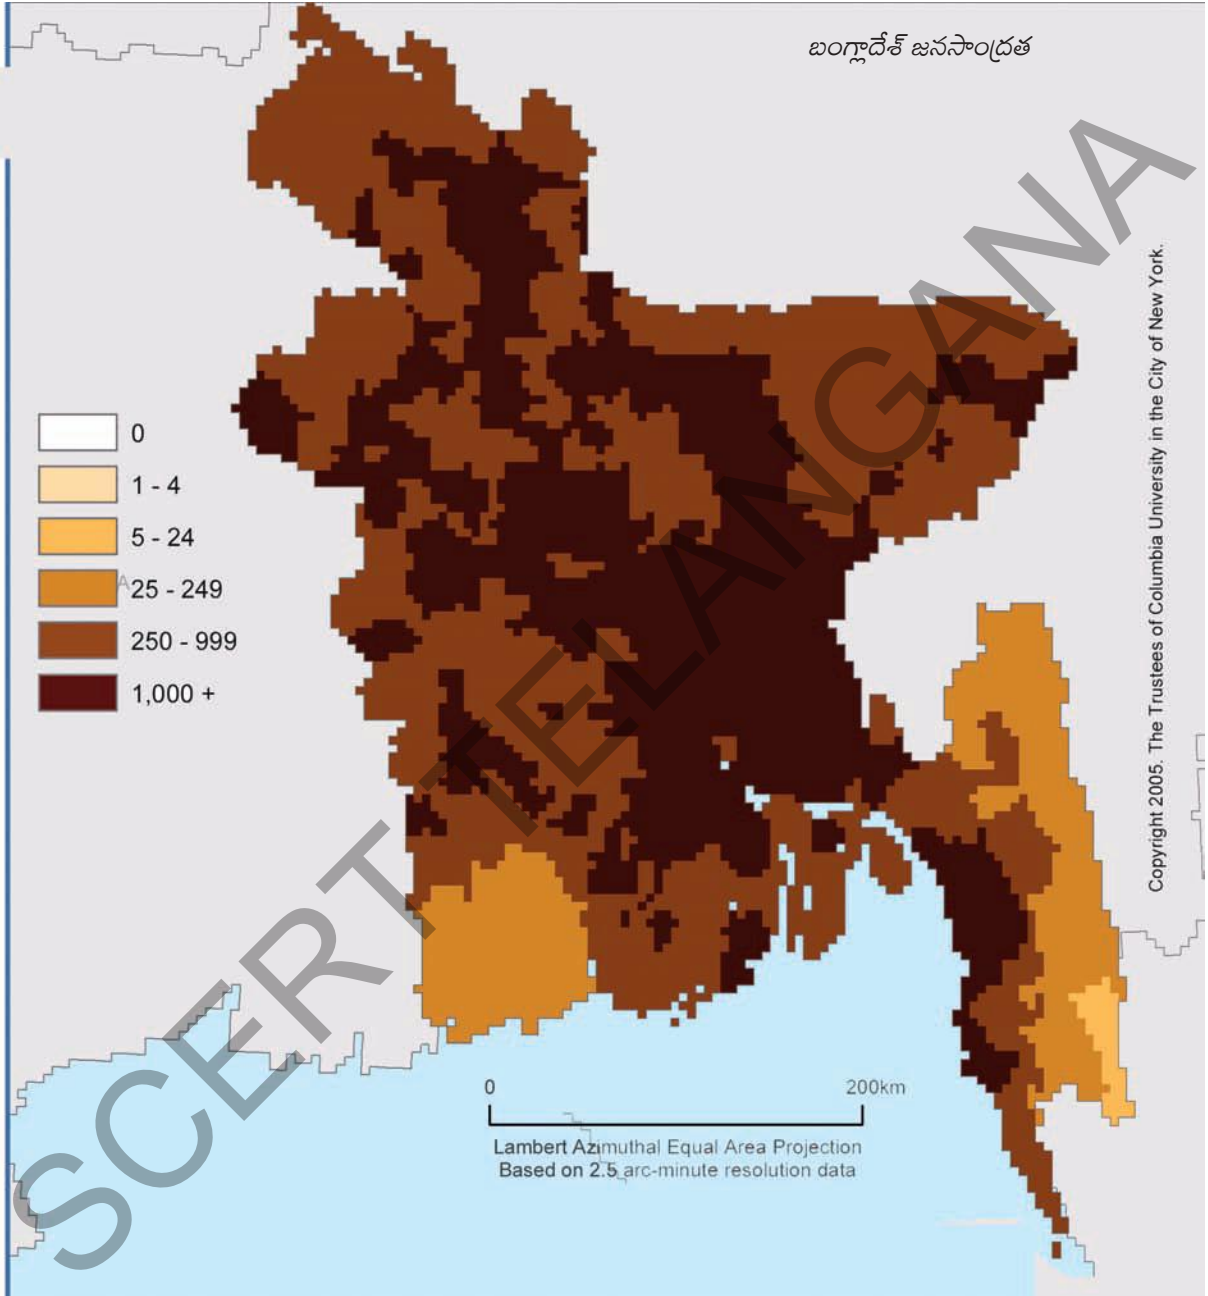 బంగ్లాదేశ్ జనసాంద్రత
0
1 - 4
5 - 24
25 - 249
250 - 999
1,000 +
Copyright 2005. The Trustees of Columbia University in the City of New York.
0 200km
Lambert Azimuthal Equal Area Projection
Based on 2.5 arc-minute resolution data
SCERT TELANGANA